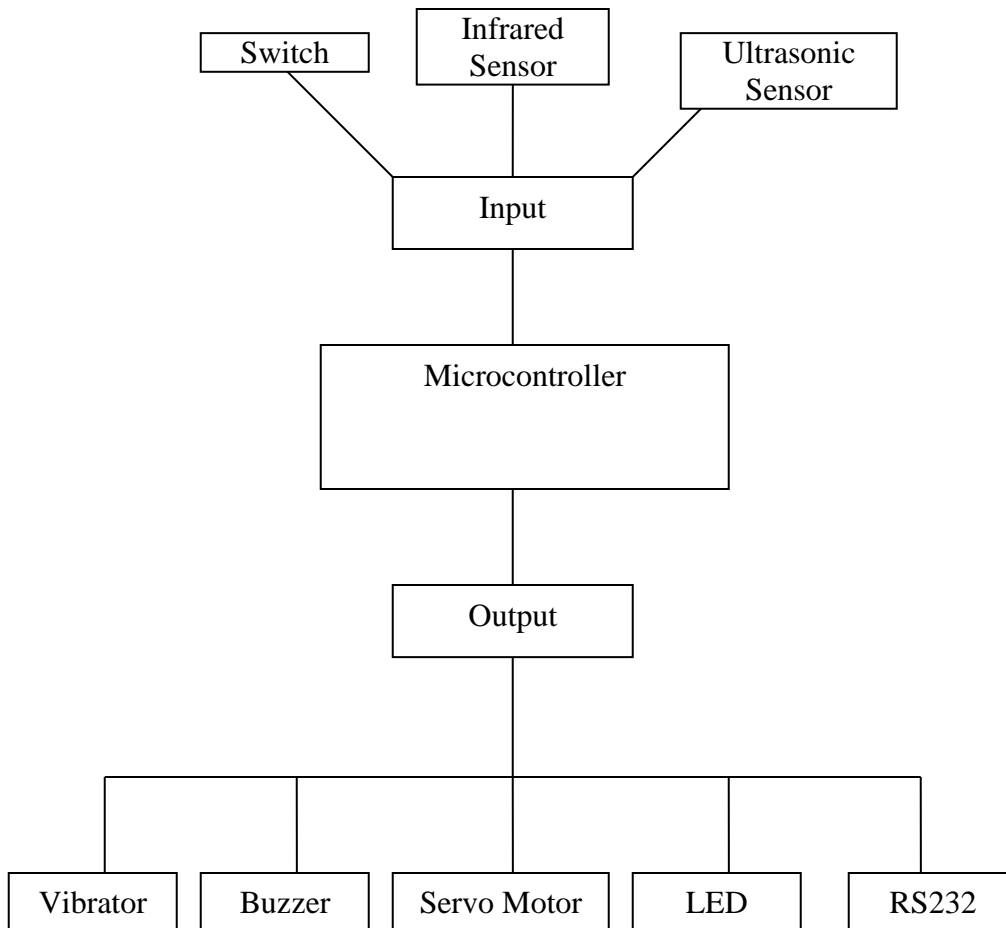 Switch
Infrared
Sensor
Ultrasonic
Sensor
Input
Microcontroller
Output
Vibrator
Buzzer
Servo Motor
LED
RS232